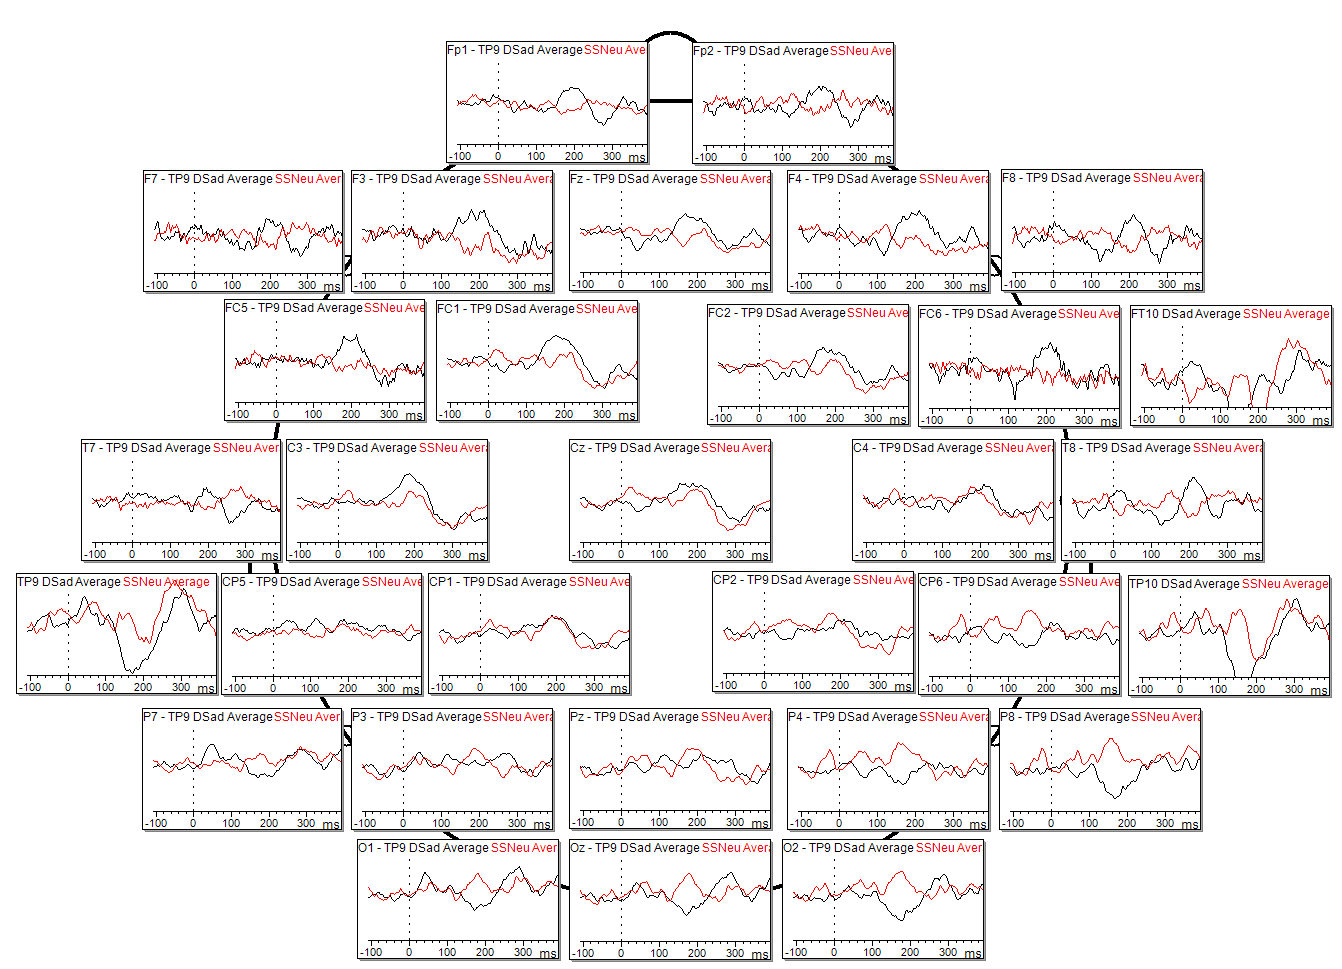 Fp1 - TP9 DSad Average SSNeu Ave
-100 0 100 200 300 ms
Fp2 - TP9 DSad Average SSNeu Ave
-100 0 100 200 300 ms
F7 - TP9 DSad Average SSNeu Aver
-100 0 100 200 300 ms
F3 - TP9 DSad Average SSNeu Avera
-100 0 100 200 300 ms
Fz - TP9 DSad Average SSNeu Avera
-100 0 100 200 300 ms
F4 - TP9 DSad Average SSNeu Avera
-100 0 100 200 300 ms
F8 - TP9 DSad Average SSNeu Aver
-100 0 100 200 300 ms
FC5 - TP9 DSad Average SSNeu Ave
-100 0 100 200 300 ms
FC1 - TP9 DSad Average SSNeu Ave
-100 0 100 200 300 ms
FC2 - TP9 DSad Average SSNeu Ave
-100 0 100 200 300 ms
FC6 - TP9 DSad Average SSNeu Ave
-100 0 100 200 300 ms
FT10 DSad Average SSNeu Average
-100 0 100 200 300 ms
T7 - TP9 DSad Average SSNeu Aver
-100 0 100 200 300 ms
C3 - TP9 DSad Average SSNeu Avera
-100 0 100 200 300 ms
Cz - TP9 DSad Average SSNeu Avera
-100 0 100 200 300 ms
C4 - TP9 DSad Average SSNeu Avera
-100 0 100 200 300 ms
T8 - TP9 DSad Average SSNeu Aver
-100 0 100 200 300 ms
TP9 DSad Average SSNeu Average
-100 0 100 200 300 ms
CP5 - TP9 DSad Average SSNeu Ave
-100 0 100 200 300 ms
CP1 - TP9 DSad Average SSNeu Ave
-100 0 100 200 300 ms
CP2 - TP9 DSad Average SSNeu Ave
-100 0 100 200 300 ms
CP6 - TP9 DSad Average SSNeu Ave
-100 0 100 200 300 ms
TP10 DSad Average SSNeu Average
-100 0 100 200 300 ms
P7 - TP9 DSad Average SSNeu Aver
-100 0 100 200 300 ms
P3 - TP9 DSad Average SSNeu Avera
-100 0 100 200 300 ms
Pz - TP9 DSad Average SSNeu Avera
-100 0 100 200 300 ms
P4 - TP9 DSad Average SSNeu Avera
-100 0 100 200 300 ms
P8 - TP9 DSad Average SSNeu Aver
-100 0 100 200 300 ms
O1 - TP9 DSad Average SSNeu Aver
-100 0 100 200 300 ms
Oz - TP9 DSad Average SSNeu Aver
-100 0 100 200 300 ms
O2 - TP9 DSad Average SSNeu Aver
-100 0 100 200 300 ms